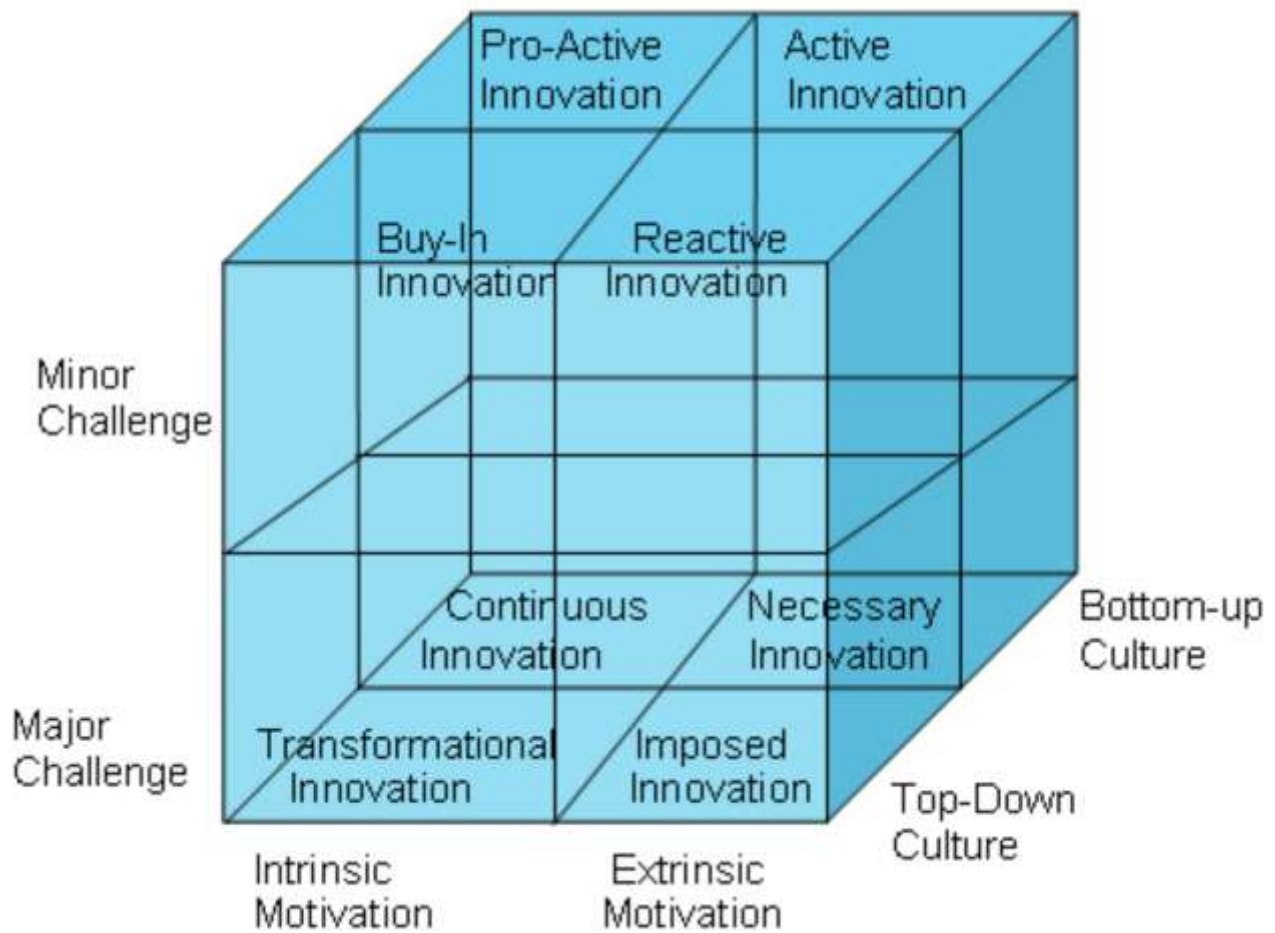 Pro-Active
Innovation
Active
Innovation
Buy-In
Innovation
Reactive
Innovation
Minor
Challenge
Continuous
Innovation
Necessary
Innovation
Bottom-up
Culture
Major
Challenge
Transformational
Innovation
Imposed
Innovation
Top-Down
Culture
Intrinsic
Motivation
Extrinsic
Motivation